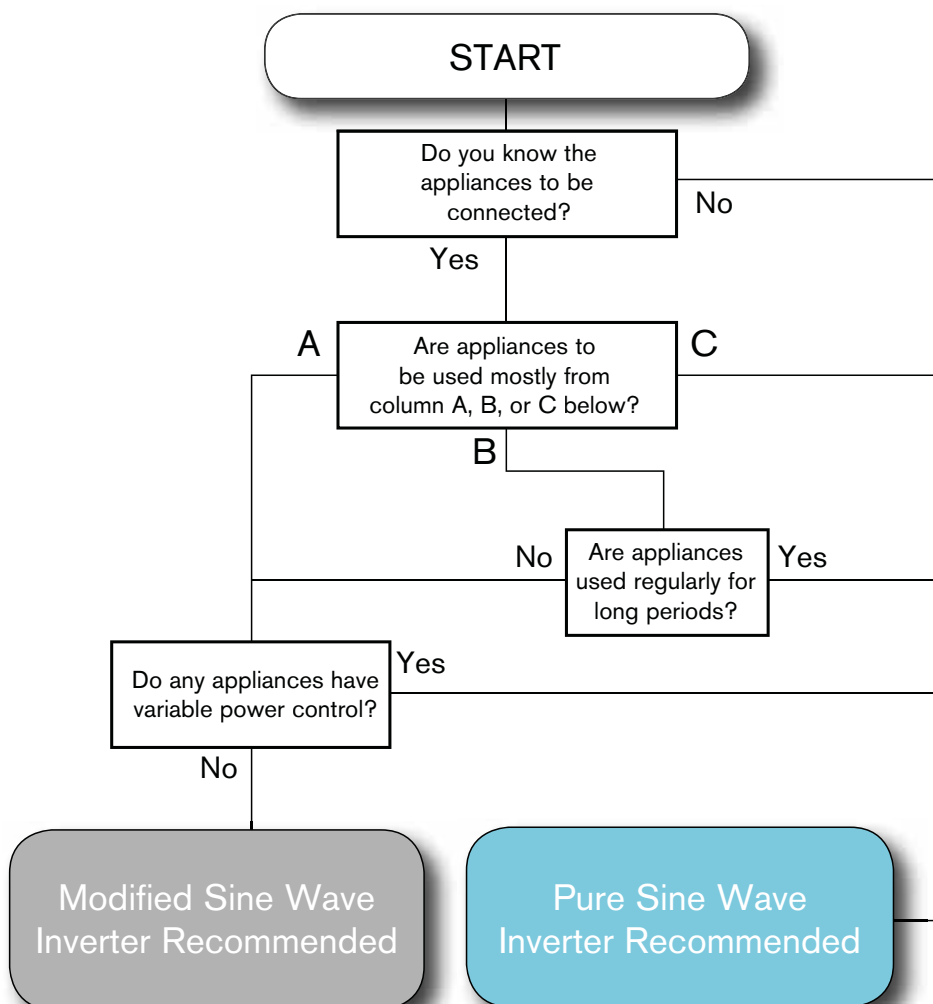 START
Do you know the
appliances to be
connected?
No
Yes
A
Are appliances to
be used mostly from
column A, B, or C below?
C
B
No
Are appliances
used regularly for
long periods?
Yes
Do any appliances have
variable power control?
Yes
No
Modified Sine Wave
Inverter Recommended
Pure Sine Wave
Inverter Recommended